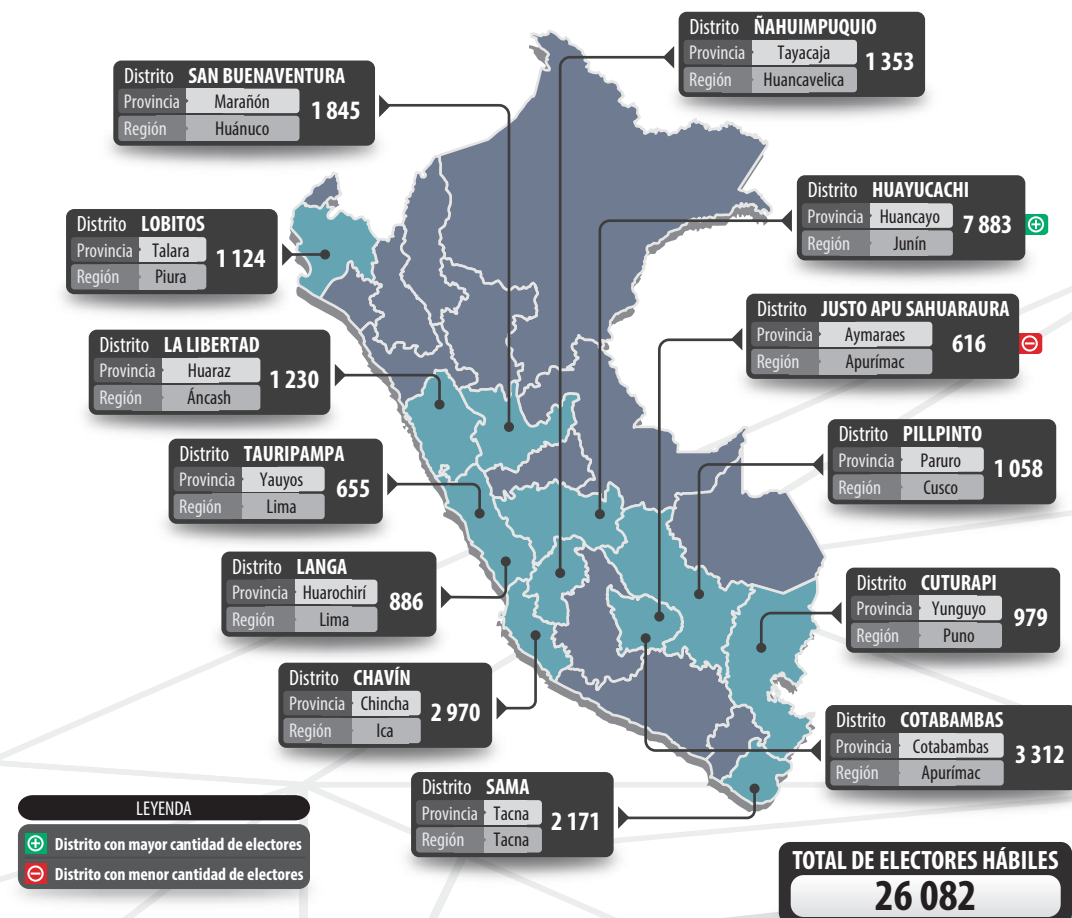 Distrito ÑAHUIMPUQUIO
Provincia Tayacaja
Región Huancavelica
1 353
Distrito SAN BUENAVENTURA
Provincia Marañón
Región Huánuco
1 845
Distrito HUAYUCACHI
Provincia Huancayo
Región Junín
7 883
Distrito LOBITOS
Provincia Talara
Región Piura
1 124
Distrito JUSTO APU SAHUARAURA
Provincia Aymaraes
Región Apurímac
616
Distrito LA LIBERTAD
Provincia Huaraz
Región Áncash
1 230
Distrito PILLPINTO
Provincia Paruro
Región Cusco
1 058
Distrito TAURIPAMPA
Provincia Yauyos
Región Lima
655
Distrito LANGA
Provincia Huarochirí
Región Lima
886
Distrito CUTURAPI
Provincia Yunguyo
Región Puno
979
Distrito CHAVÍN
Provincia Chincha
Región Ica
2 970
Distrito COTABAMBAS
Provincia Cotabambas
Región Apurímac
3 312
Distrito SAMA
Provincia Tacna
Región Tacna
2 171
LEYENDA
Distrito con mayor cantidad de electores
Distrito con menor cantidad de electores
TOTAL DE ELECTORES HÁBILES
26 082